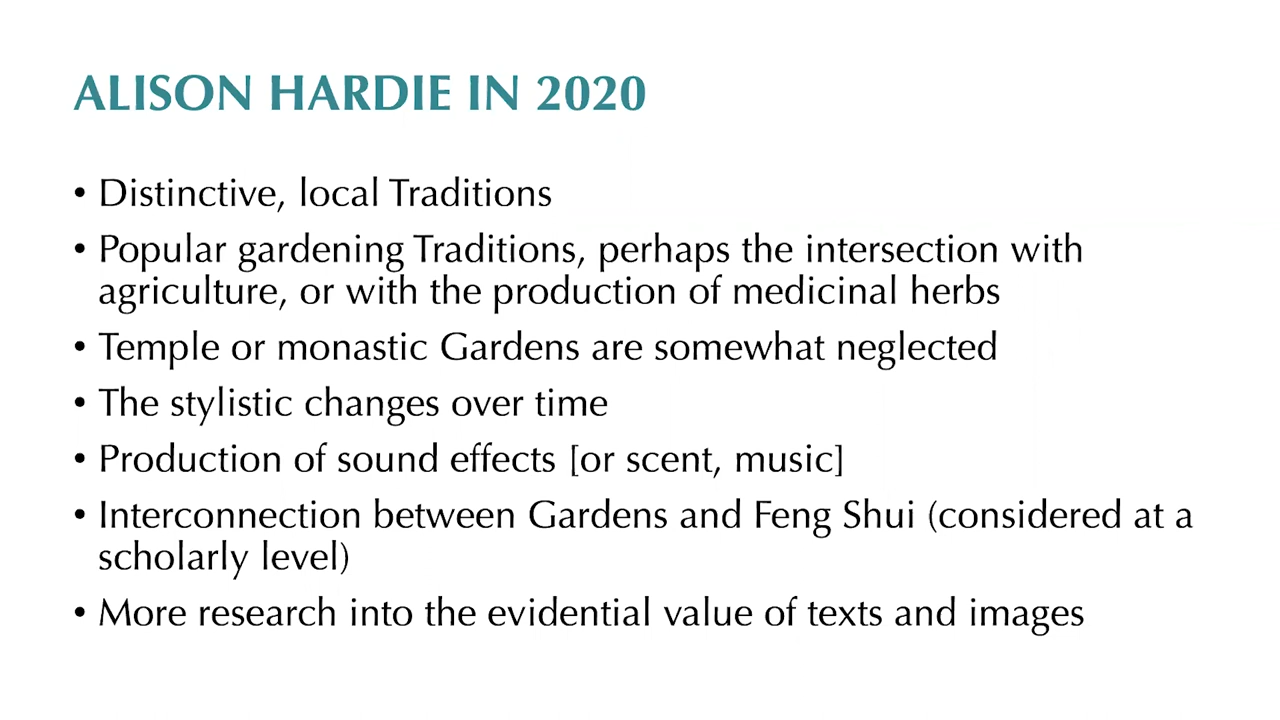 ALISON HARDIE IN 2020
• Distinctive, local Traditions
• Popular gardening Traditions, perhaps the intersection with
agriculture, or with the production of medicinal herbs
• Temple or monastic Gardens are somewhat neglected
• The stylistic changes over time
• Production of sound effects [or scent, music]
• Interconnection between Gardens and Feng Shui (considered at a
scholarly level)
• More research into the evidential value of texts and images